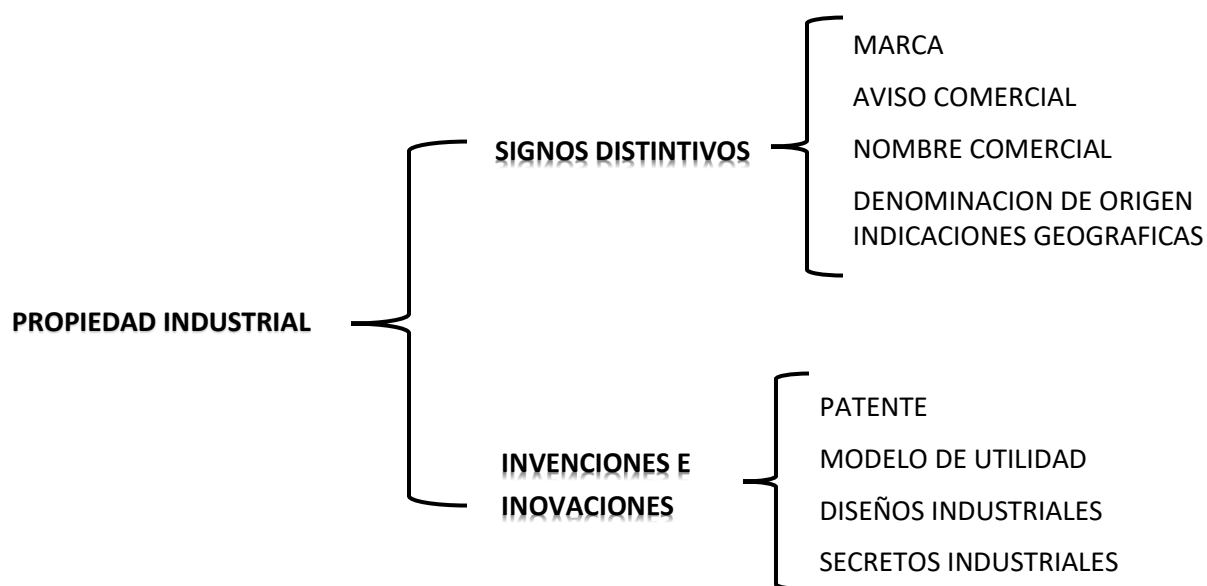 PROPIEDAD INDUSTRIAL
SIGNOS DISTINTIVOS
MARCA
AVISO COMERCIAL
NOMBRE COMERCIAL
DENOMINACION DE ORIGEN
INDICACIONES GEOGRAFICAS
INVENCIONES E
INOVACIONES
PATENTE
MODELO DE UTILIDAD
DISEÑOS INDUSTRIALES
SECRETOS INDUSTRIALES